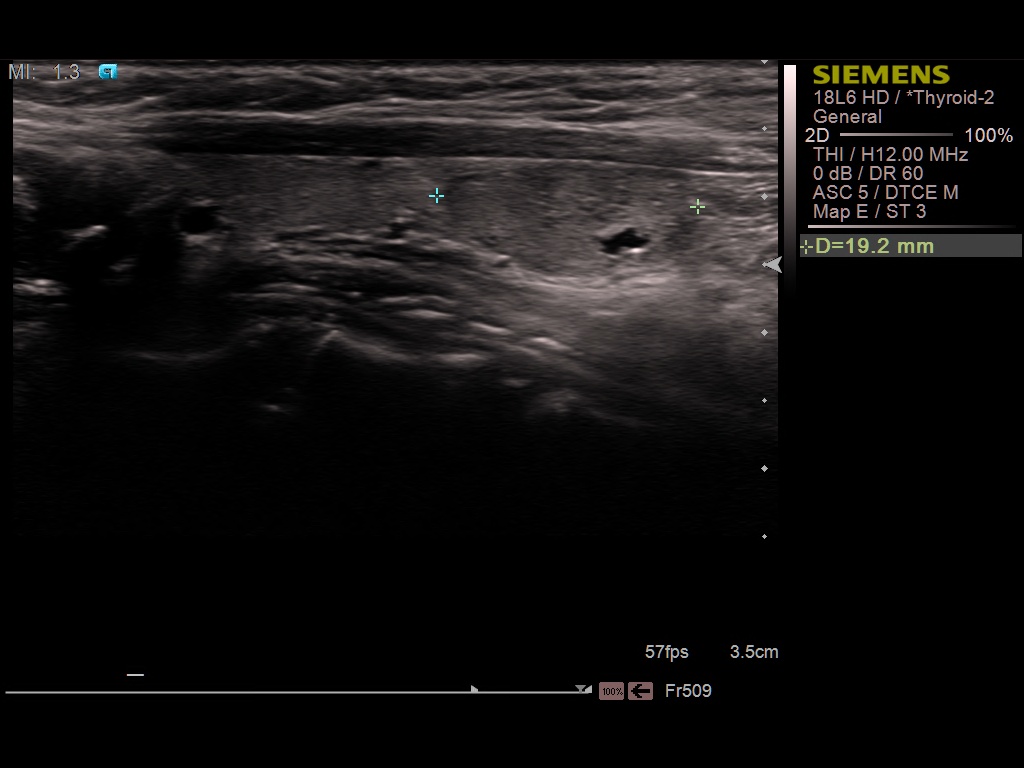 MI: 1.3
SIEMENS
18L6 HD / *Thyroid-2
General
2D 100%
THI / H12.00 MHz
0 dB / DR 60
ASC 5 / DTCE M
Map E / ST 3
D=19.2 mm
57fps 3.5cm
100% Fr509